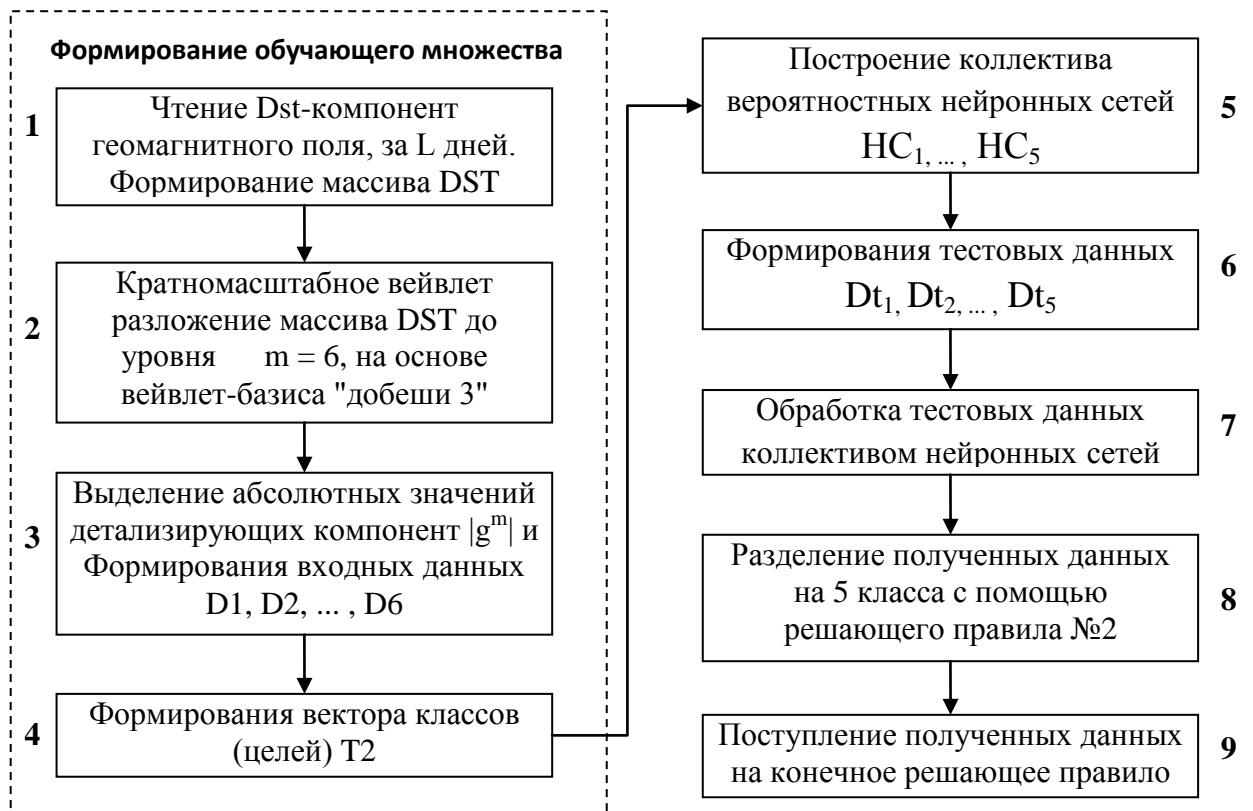 Формирование обучающего множества
1
Чтение Dst-компонент
геомагнитного поля, за L дней.
Формирование массива DST
2
Кратномасштабное вейвлет
разложение массива DST до
уровня m = 6, на основе
вейвлет-базиса "добеши 3"
3
Выделение абсолютных значений
детализирующих компонент |g^m| и
Формирования входных данных
D1, D2, ... , D6
4
Формирования вектора классов
(целей) T2
Построение коллектива
вероятностных нейронных сетей
НС1, ... , НС5
5
Формирования тестовых данных
Dt1, Dt2, ... , Dt5
6
Обработка тестовых данных
коллективом нейронных сетей
7
Разделение полученных данных
на 5 класса с помощью
решающего правила №2
8
Поступление полученных данных
на конечное решающее правило
9